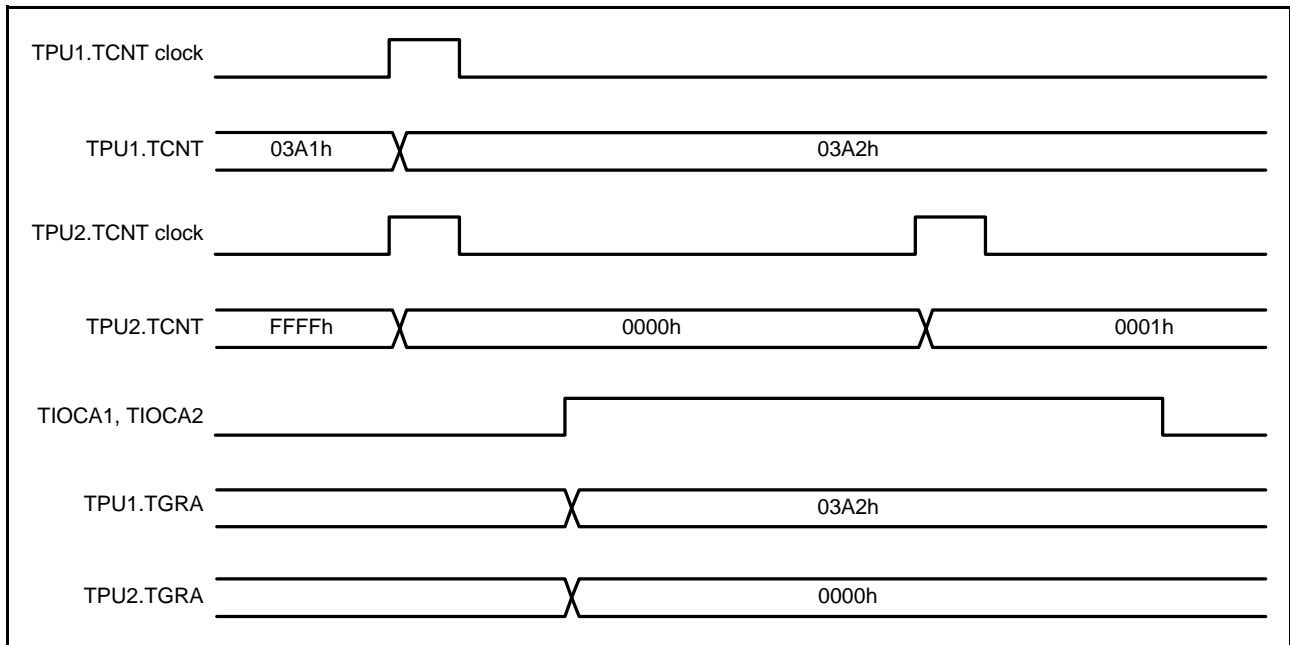 TPU1.TCNT clock
TPU1.TCNT 03A1h 03A2h
TPU2.TCNT clock
TPU2.TCNT FFFFh 0000h 0001h
TIOCA1, TIOCA2
TPU1.TGRA 03A2h
TPU2.TGRA 0000h